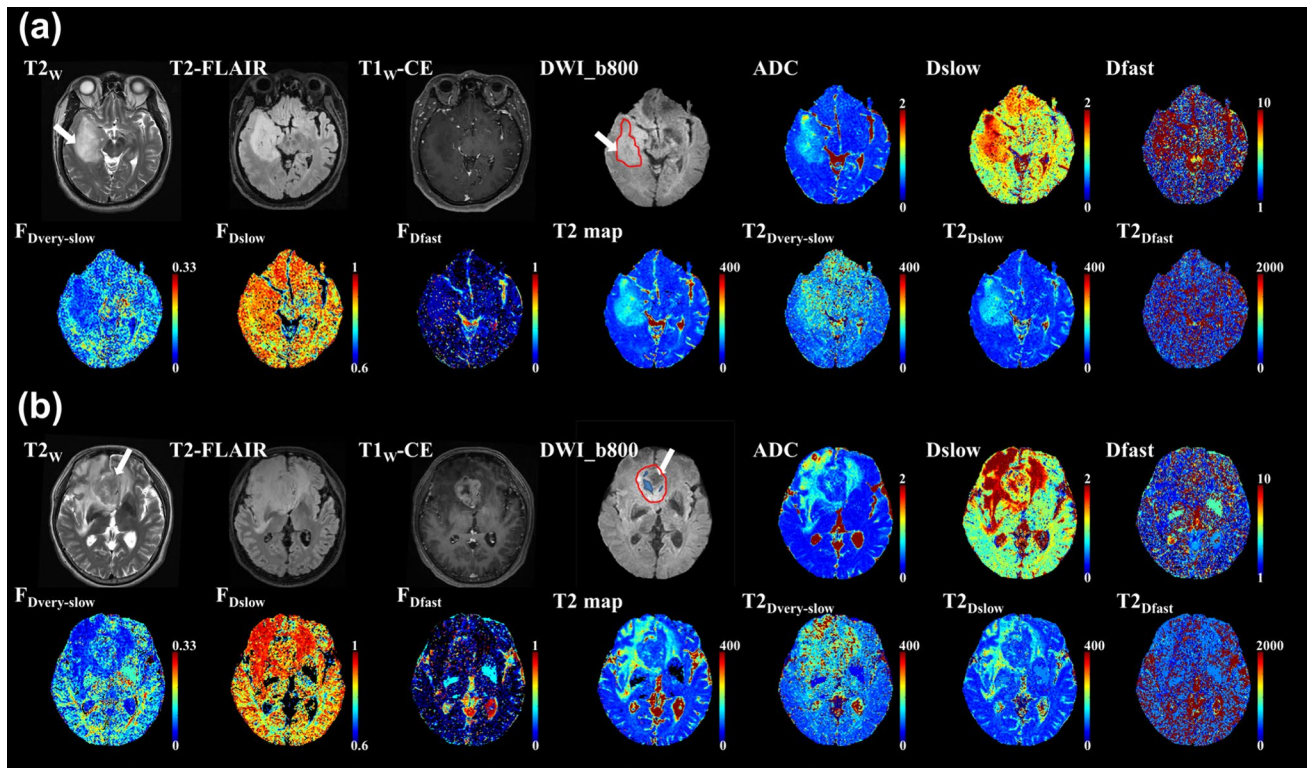 (a)
T2W T2-FLAIR T1W-CE DWI_b800 ADC Dslow Dfast
2 2 10
0 0 1
FDvery-slow FDslow FDfast T2 map T2Dvery-slow T2Dslow T2Dfast
0.33 1 1 400 400 400 2000
0 0.6 0 0 0 0 0
(b)
T2W T2-FLAIR T1W-CE DWI_b800 ADC Dslow Dfast
2 2 10
0 0 1
FDvery-slow FDslow FDfast T2 map T2Dvery-slow T2Dslow T2Dfast
0.33 1 1 400 400 400 2000
0 0.6 0 0 0 0 0